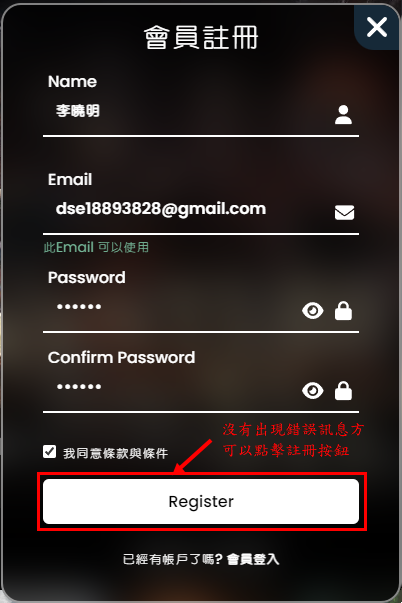 會員註冊
Name
李曉明
Email
dse18893828@gmail.com
此Email 可以使用
Password
••••••
Confirm Password
••••••
沒有出現錯誤訊息方
可以點擊註冊按鈕
我同意條款與條件
Register
已經有帳戶了嗎? 會員登入